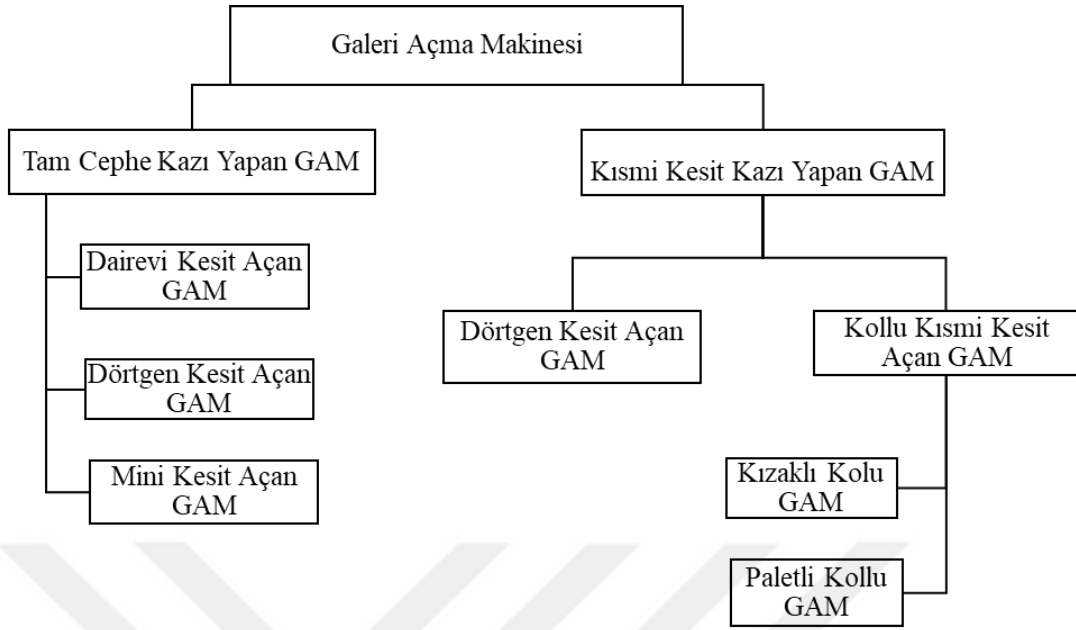 Galeri Açma Makinesi
Tam Cephe Kazı Yapan GAM
Kısmi Kesit Kazı Yapan GAM
Dairevi Kesit Açan
GAM
Dörtgen Kesit Açan
GAM
Mini Kesit Açan
GAM
Dörtgen Kesit Açan
GAM
Kollu Kısmi Kesit
Açan GAM
Kızaklı Kolu
GAM
Paletli Kollu
GAM